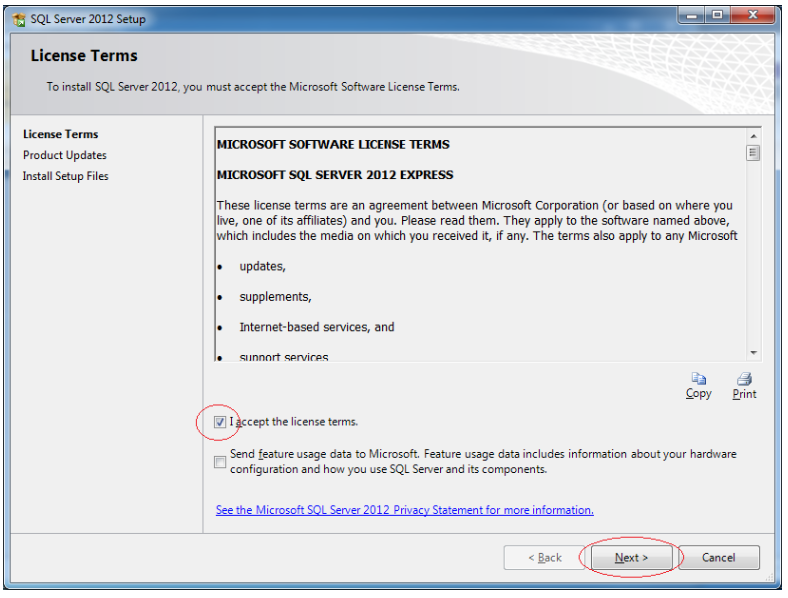 SQL Server 2012 Setup
License Terms
To install SQL Server 2012, you must accept the Microsoft Software License Terms.
License Terms
Product Updates
Install Setup Files
MICROSOFT SOFTWARE LICENSE TERMS
MICROSOFT SQL SERVER 2012 EXPRESS
These license terms are an agreement between Microsoft Corporation (or based on where you
live, one of its affiliates) and you. Please read them. They apply to the software named above,
which includes the media on which you received it, if any. The terms also apply to any Microsoft
• updates,
• supplements,
• Internet-based services, and
• support services
Copy Print
I accept the license terms.
Send feature usage data to Microsoft. Feature usage data includes information about your hardware
configuration and how you use SQL Server and its components.
See the Microsoft SQL Server 2012 Privacy Statement for more information.
< Back Next > Cancel